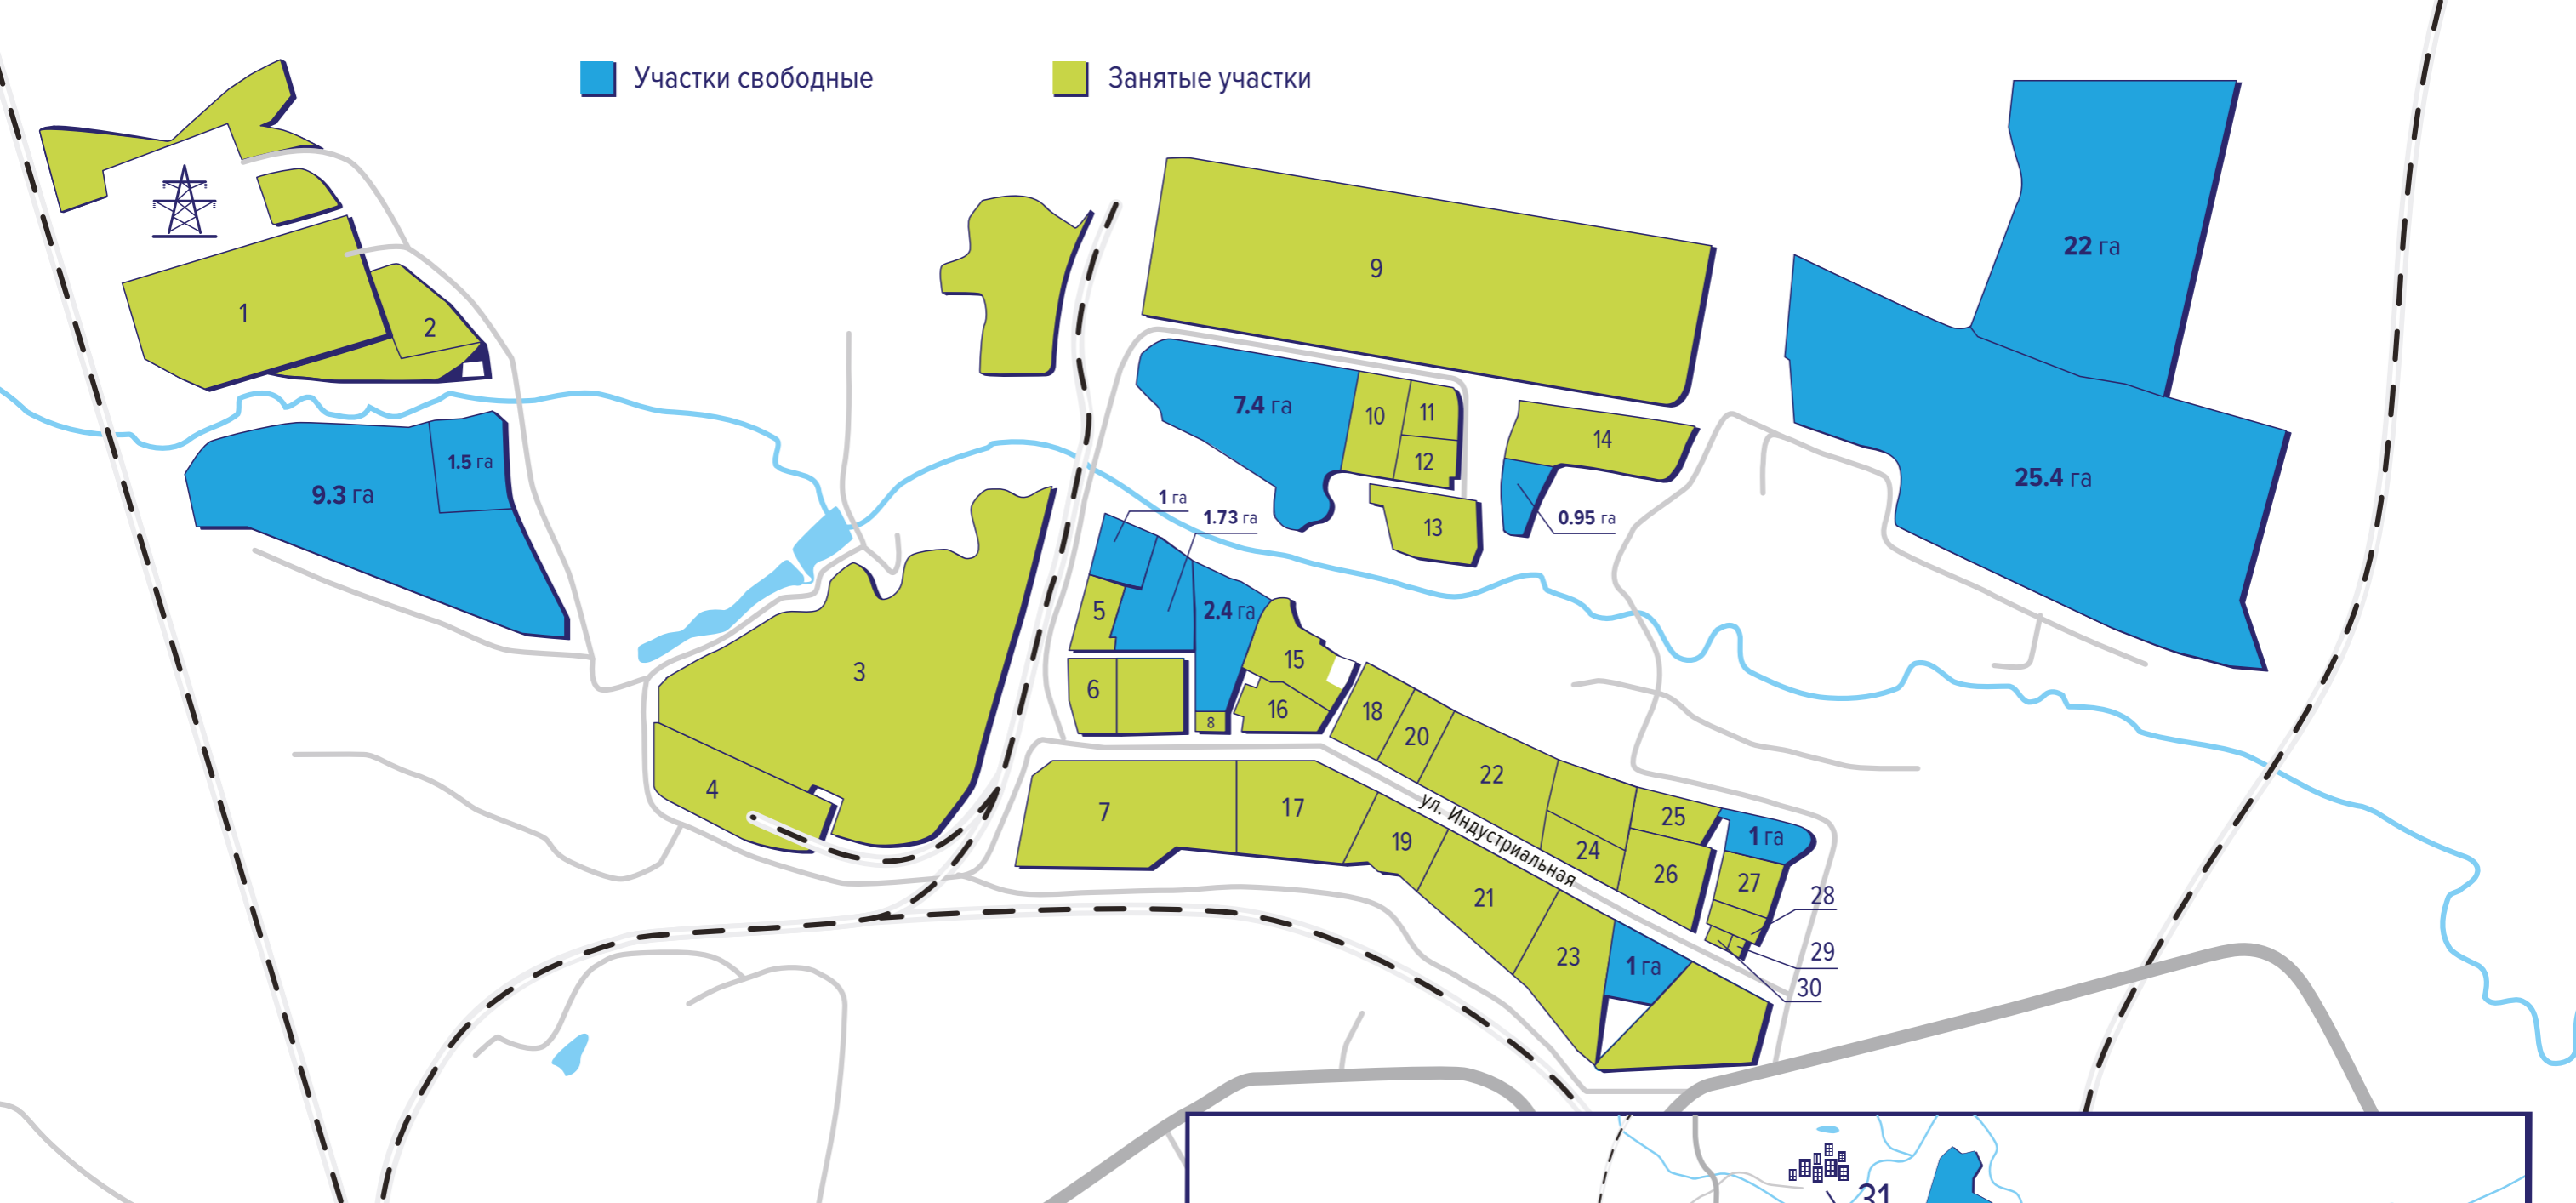 Участки свободные
Занятые участки
22 га
9
1
2
7.4 га
10
11
12
14
1.5 га
9.3 га
25.4 га
1 га
1.73 га
0.95 га
13
5
2.4 га
3
6
15
16
8
18
20
4
22
7
17
ул. Индустриальная
19
24
25
1 га
26
27
21
28
23
1 га
29
30
31